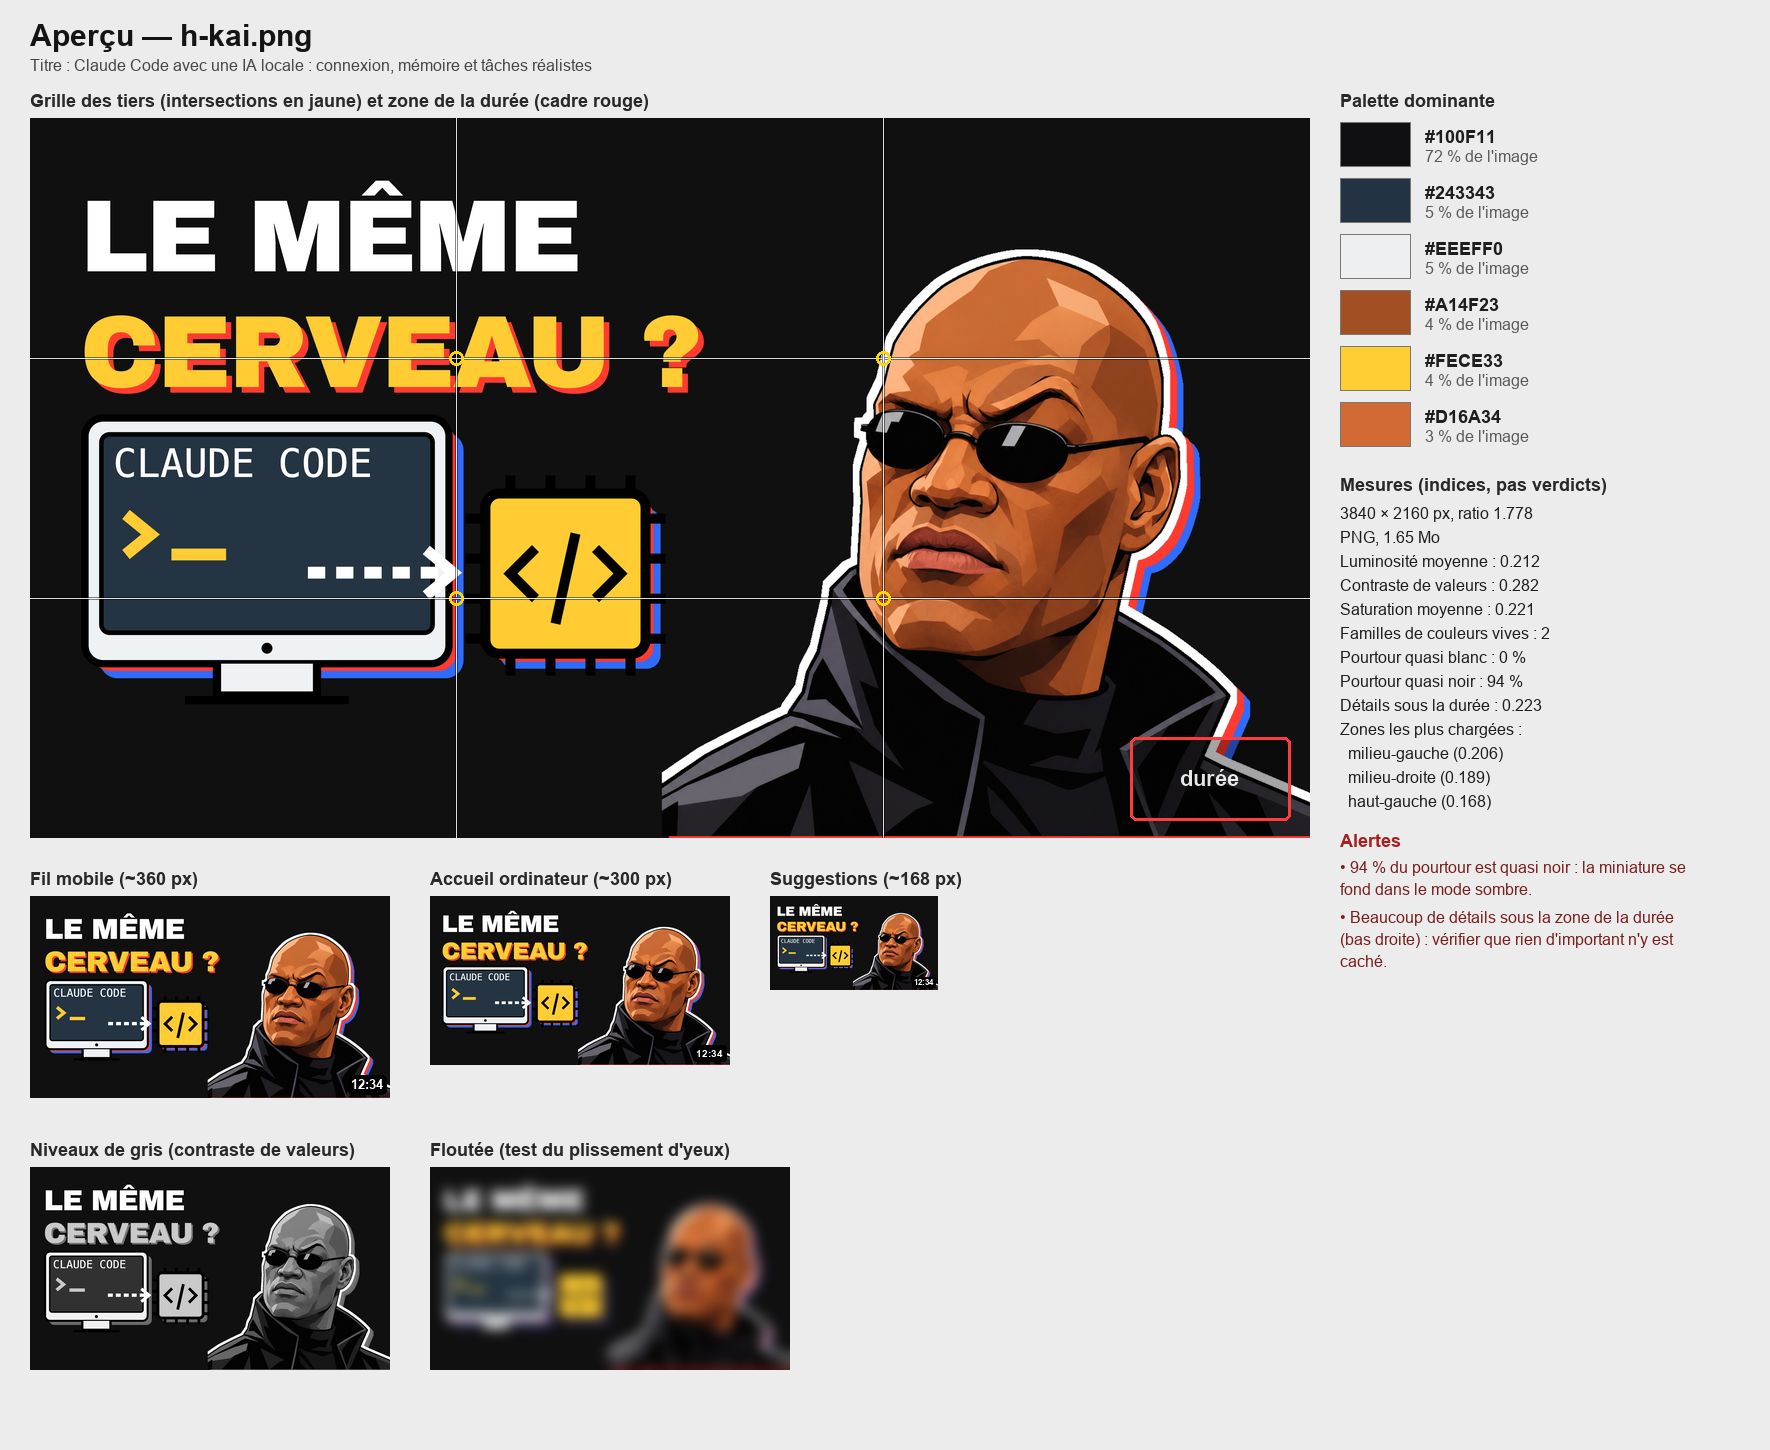 Aperçu — h-kai.png
Titre : Claude Code avec une IA locale : connexion, mémoire et tâches réalistes
Grille des tiers (intersections en jaune) et zone de la durée (cadre rouge)
LE MÊME
CERVEAU ?
CLAUDE CODE
>_
</>
durée
Palette dominante
#100F11
72 % de l'image
#243343
5 % de l'image
#EEEFF0
5 % de l'image
#A14F23
4 % de l'image
#FECE33
4 % de l'image
#D16A34
3 % de l'image
Mesures (indices, pas verdicts)
3840 × 2160 px, ratio 1.778
PNG, 1.65 Mo
Luminosité moyenne : 0.212
Contraste de valeurs : 0.282
Saturation moyenne : 0.221
Familles de couleurs vives : 2
Pourtour quasi blanc : 0 %
Pourtour quasi noir : 94 %
Détails sous la durée : 0.223
Zones les plus chargées :
milieu-gauche (0.206)
milieu-droite (0.189)
haut-gauche (0.168)
Alertes
• 94 % du pourtour est quasi noir : la miniature se
fond dans le mode sombre.
• Beaucoup de détails sous la zone de la durée
(bas droite) : vérifier que rien d'important n'y est
caché.
Fil mobile (~360 px)
LE MÊME
CERVEAU ?
CLAUDE CODE
>_
</>
12:34
Accueil ordinateur (~300 px)
LE MÊME
CERVEAU ?
CLAUDE CODE
>_
</>
12:34
Suggestions (~168 px)
LE MÊME
CERVEAU ?
CLAUDE CODE
>_
</>
12:34
Niveaux de gris (contraste de valeurs)
LE MÊME
CERVEAU ?
CLAUDE CODE
>_
</>
Floutée (test du plissement d'yeux)
LE MÊME
CERVEAU ?